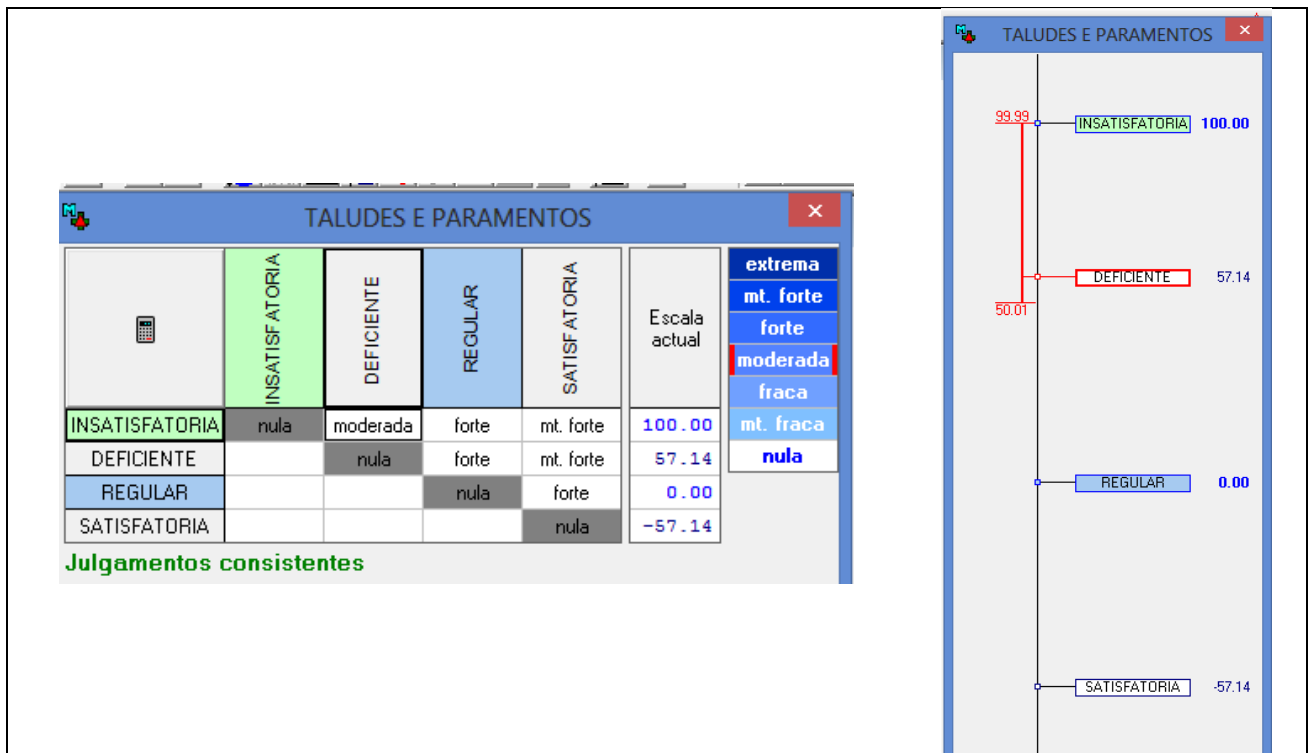 TALUDES E PARAMENTOS
INSATISFATORIA DEFICIENTE REGULAR SATISFATORIA Escala actual
INSATISFATORIA nula moderada forte mt. forte 100.00
DEFICIENTE nula forte mt. forte 57.14
REGULAR nula forte 0.00
SATISFATORIA nula -57.14
extrema
mt. forte
forte
moderada
fraca
mt. fraca
nula
Julgamentos consistentes
TALUDES E PARAMENTOS
99.99
INSATISFATORIA 100.00
DEFICIENTE 57.14
50.01
REGULAR 0.00
SATISFATORIA -57.14